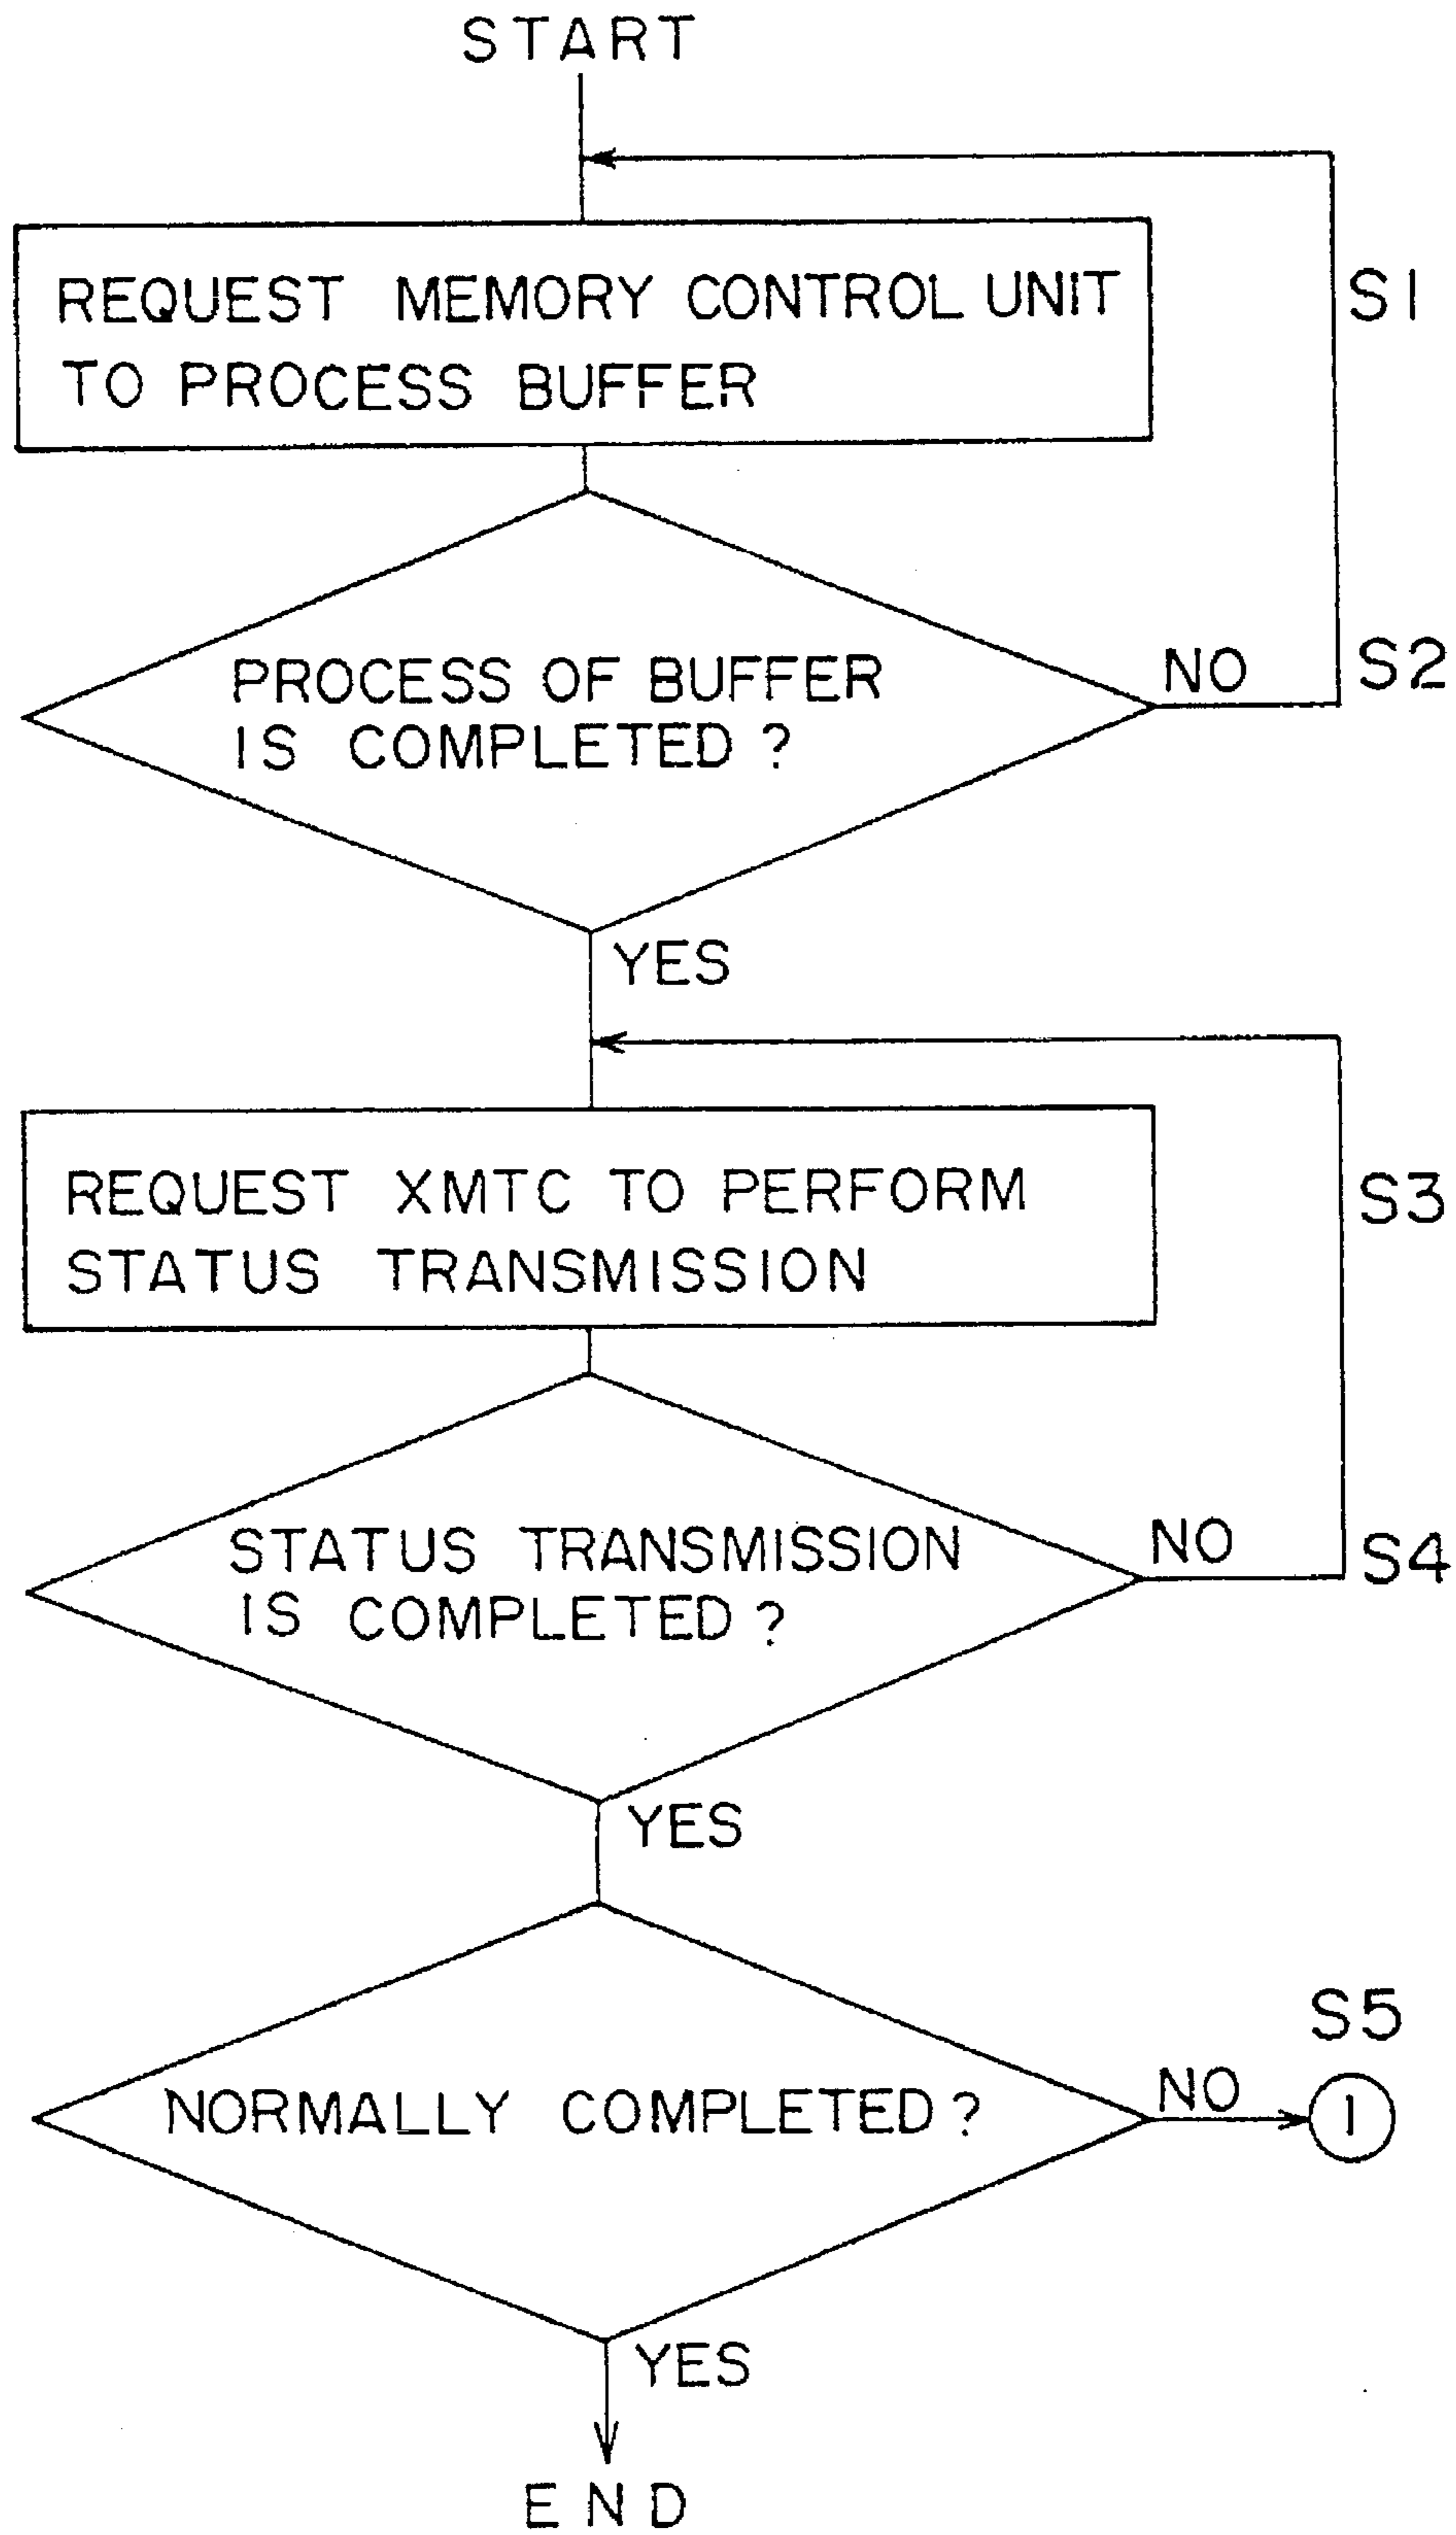 START
REQUEST MEMORY CONTROL UNIT
TO PROCESS BUFFER
S1
PROCESS OF BUFFER
IS COMPLETED?
NO
S2
YES
REQUEST XMTC TO PERFORM
STATUS TRANSMISSION
S3
STATUS TRANSMISSION
IS COMPLETED?
NO
S4
YES
S5
NORMALLY COMPLETED?
NO
1
YES
END